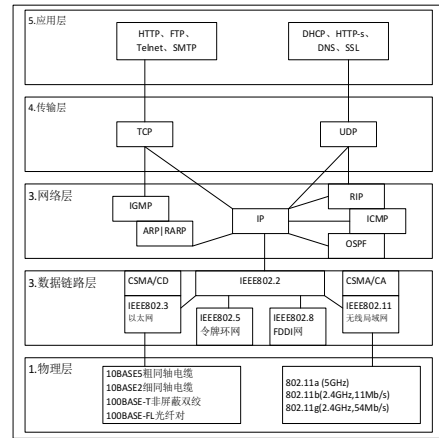 5.应用层
HTTP、FTP、
Telnet、SMTP
DHCP、HTTP-s、
DNS、SSL
4.传输层
TCP
UDP
3.网络层
IGMP
ARP|RARP
IP
RIP
ICMP
OSPF
3.数据链路层
CSMA/CD
IEEE802.3
以太网
IEEE802.2
IEEE802.5
令牌环网
IEEE802.8
FDDI网
CSMA/CA
IEEE802.11
无线局域网
1.物理层
10BASE5粗同轴电缆
10BASE2细同轴电缆
100BASE-T非屏蔽双绞
100BASE-FL光纤对
802.11a (5GHz)
802.11b(2.4GHz,11Mb/s)
802.11g(2.4GHz,54Mb/s)